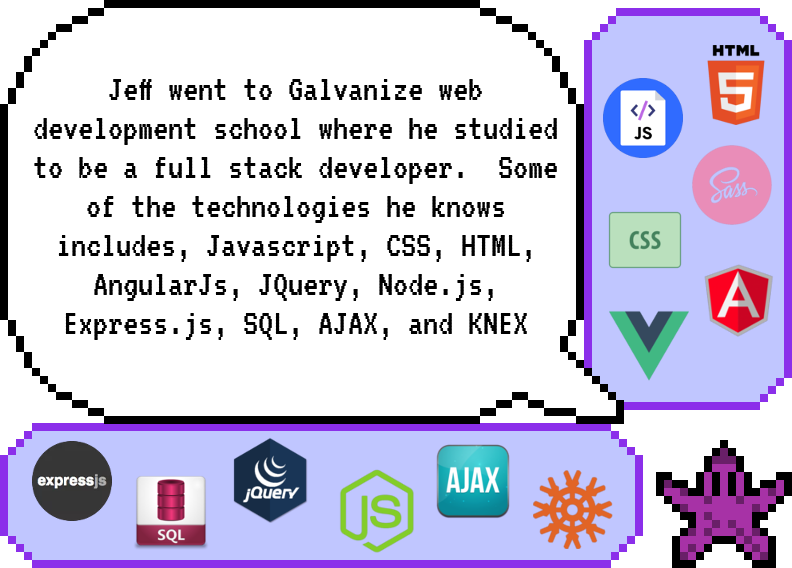 Jeff went to Galvanize web
development school where he studied
to be a full stack developer.  Some
of the technologies he knows
includes, Javascript, CSS, HTML,
AngularJs, JQuery, Node.js,
Express.js, SQL, AJAX, and KNEX
HTML
5
</>
JS
Sass
CSS
A
expressjs
SQL
jQuery
JS
AJAX